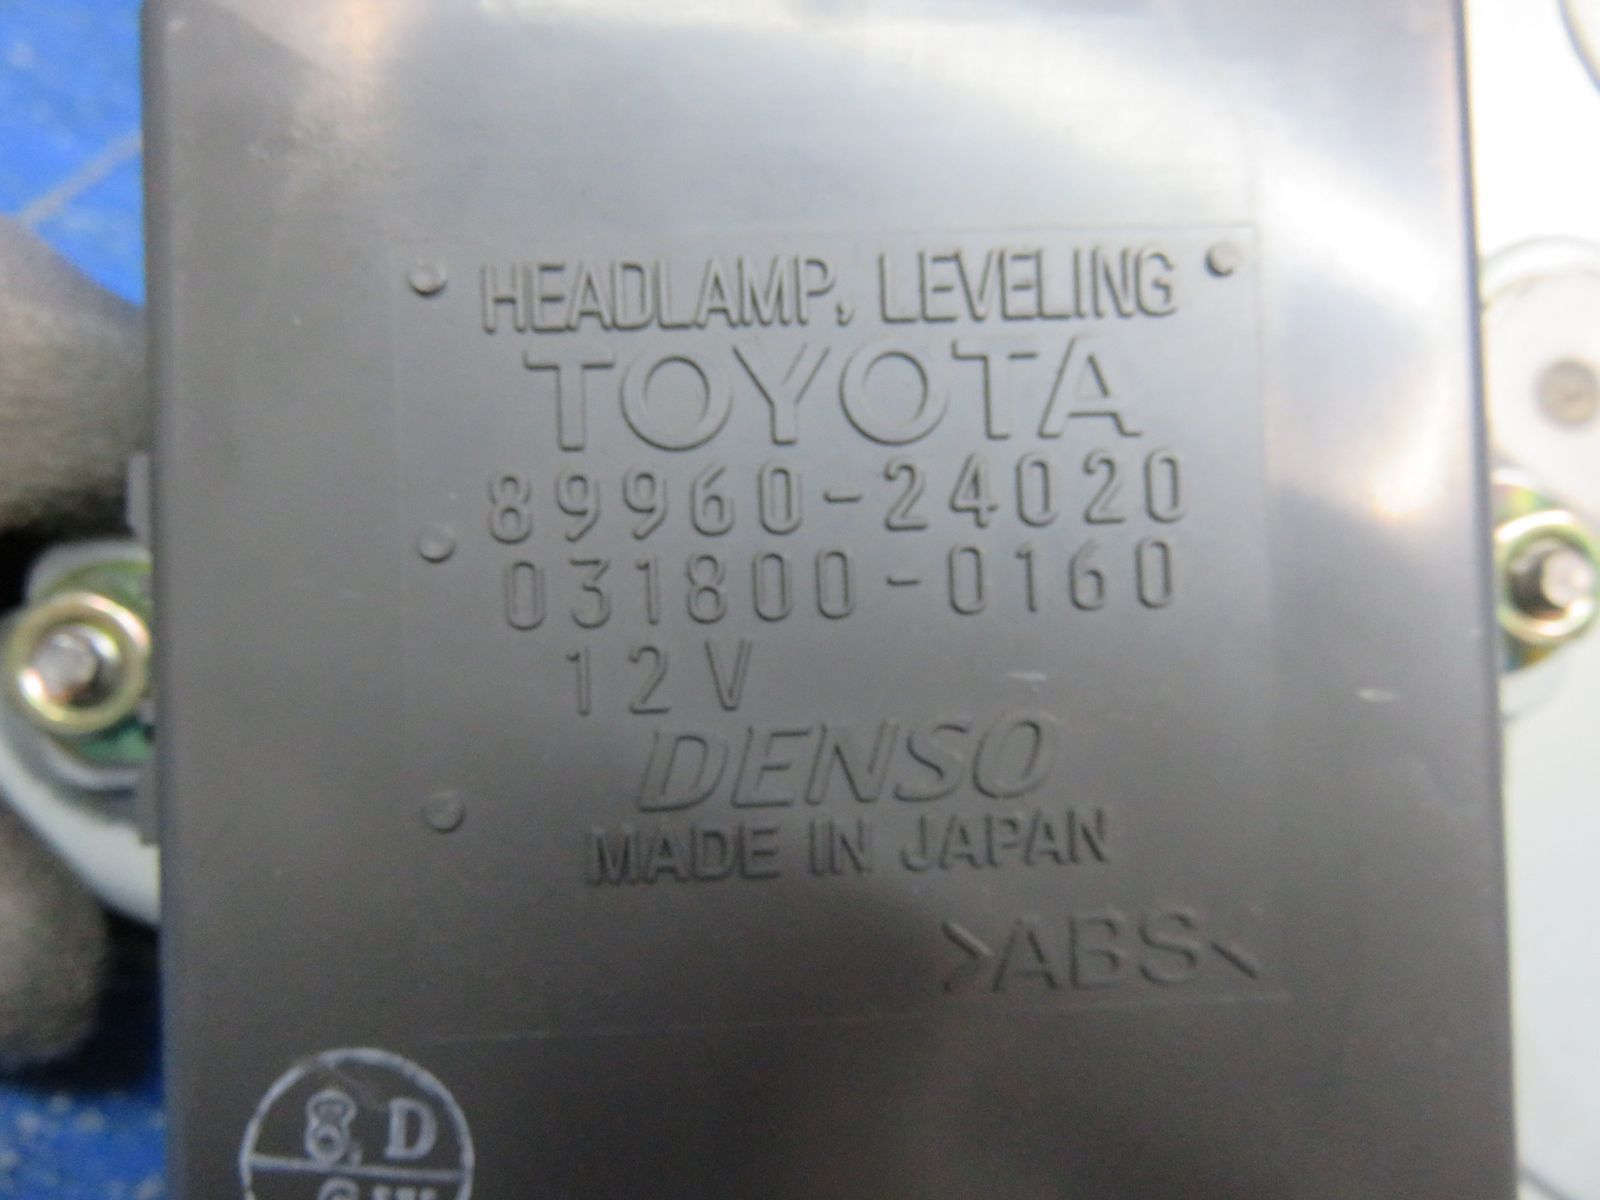 HEADLAMP, LEVELING
TOYOTA
89960-24020
031800-0160
12V
DENSO
MADE IN JAPAN
>ABS<
8. D